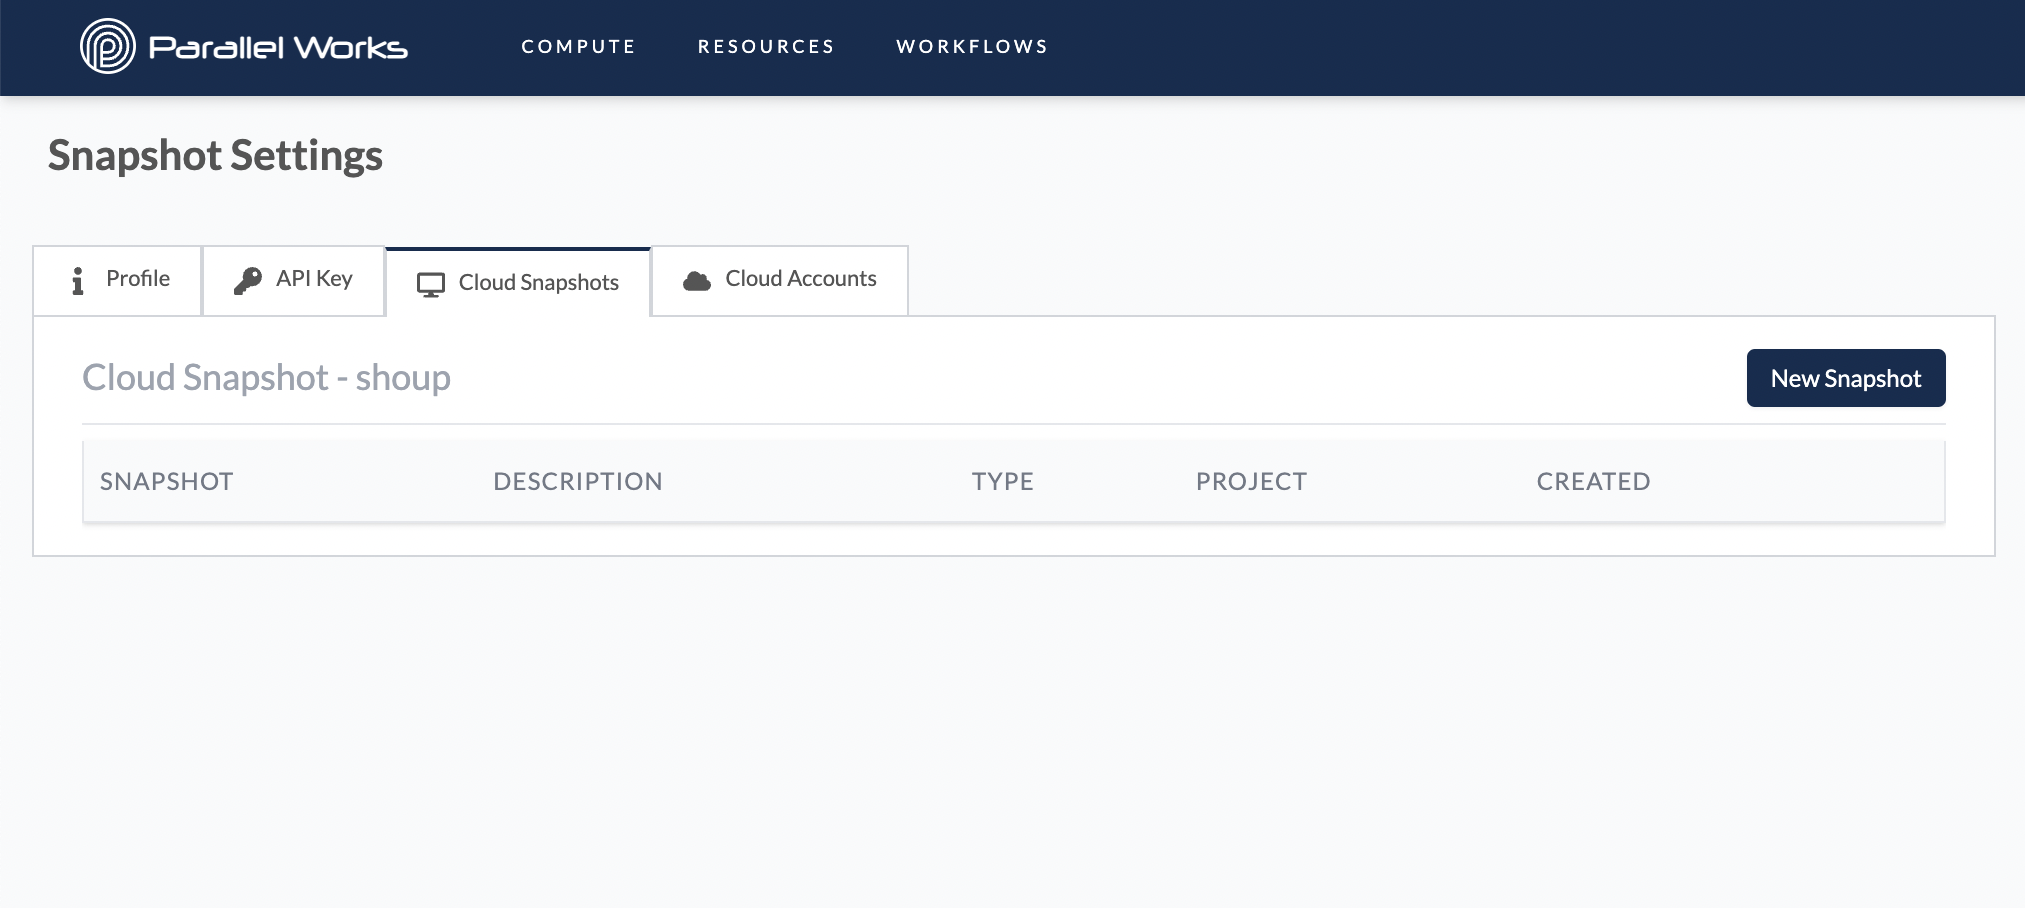 Parallel Works COMPUTE RESOURCES WORKFLOWS
Snapshot Settings
Profile API Key Cloud Snapshots Cloud Accounts
Cloud Snapshot - shoup New Snapshot
SNAPSHOT DESCRIPTION TYPE PROJECT CREATED